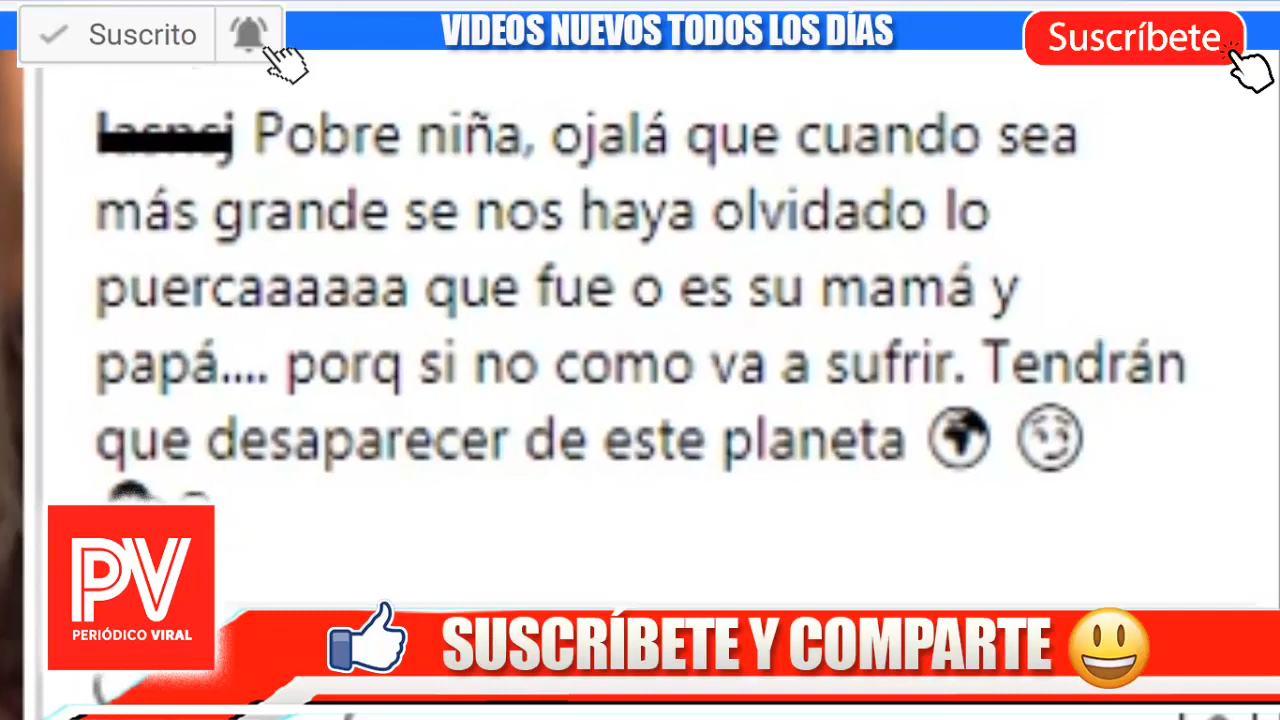 Suscrito
VIDEOS NUEVOS TODOS LOS DÍAS
Suscríbete
Pobre niña, ojalá que cuando sea
más grande se nos haya olvidado lo
puercaaaaaa que fue o es su mamá y
papá.... porq si no como va a sufrir. Tendrán
que desaparecer de este planeta
PV
PERIÓDICO VIRAL
SUSCRÍBETE Y COMPARTE